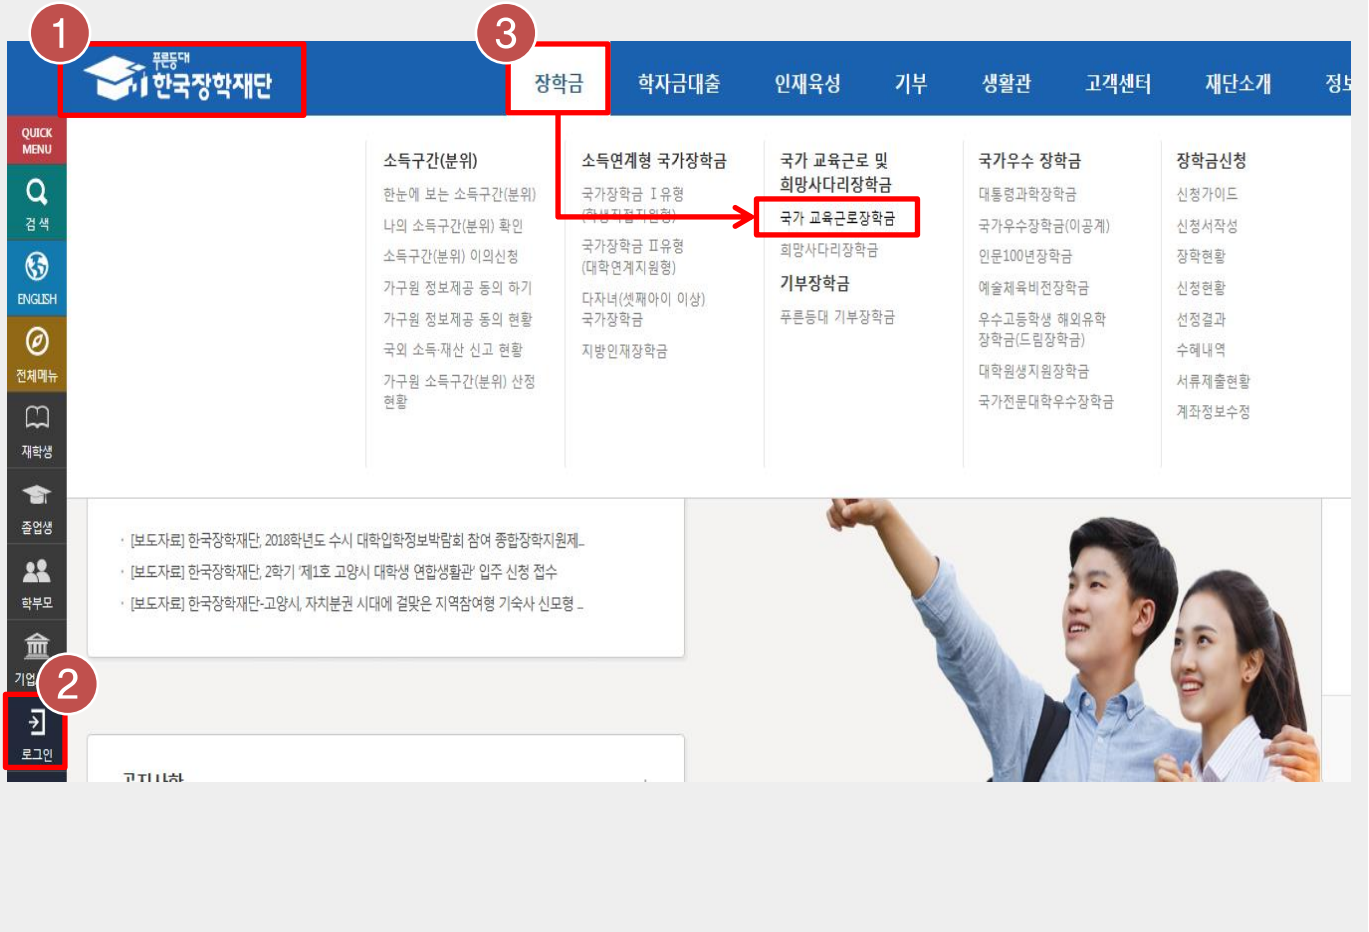 1
3
푸른등대
한국장학재단
장학금
학자금대출
인재육성
기부
생활관
고객센터
재단소개
QUICK
MENU
검색
ENGLISH
전체메뉴
재학생
졸업생
학부모
2
로그인
소득구간(분위)
한눈에 보는 소득구간(분위)
나의 소득구간(분위) 확인
소득구간(분위) 이의신청
가구원 정보제공 동의 하기
가구원 정보제공 동의 현황
국외 소득·재산 신고 현황
가구원 소득구간(분위) 산정
현황
소득연계형 국가장학금
국가장학금 I 유형
(학생직접지원형)
국가장학금 II유형
(대학연계지원형)
다자녀(셋째아이 이상)
국가장학금
지방인재장학금
국가 교육근로 및
희망사다리장학금
국가 교육근로장학금
희망사다리장학금
기부장학금
푸른등대 기부장학금
국가우수 장학금
대통령과학장학금
국가우수장학금(이공계)
인문100년장학금
예술체육비전장학금
우수고등학생 해외유학
장학금(드림장학금)
대학원생지원장학금
국가전문대학우수장학금
장학금신청
신청가이드
신청서작성
장학현황
신청현황
선정결과
수혜내역
서류제출현황
계좌정보수정
· [보도자료] 한국장학재단, 2018학년도 수시 대학입학정보박람회 참여 종합장학지원제...
· [보도자료] 한국장학재단, 2학기 '제1호 고양시 대학생 연합생활관' 입주 신청 접수
· [보도자료] 한국장학재단-고양시, 자치분권 시대에 걸맞은 지역참여형 기숙사 신모형 ...
공지사항